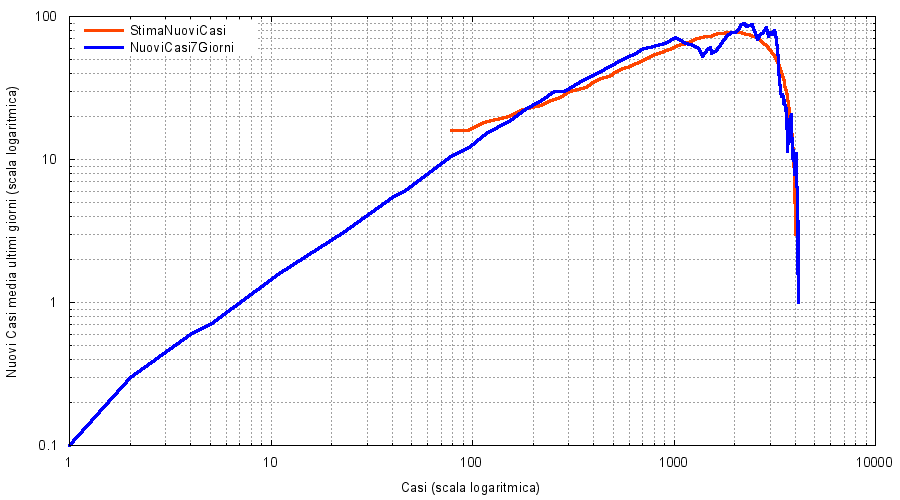 100
StimaNuoviCasi
NuoviCasi7Giorni
10
1
0.1
Nuovi Casi media ultimi giorni (scala logaritmica)
1 10 100 1000 10000
Casi (scala logaritmica)